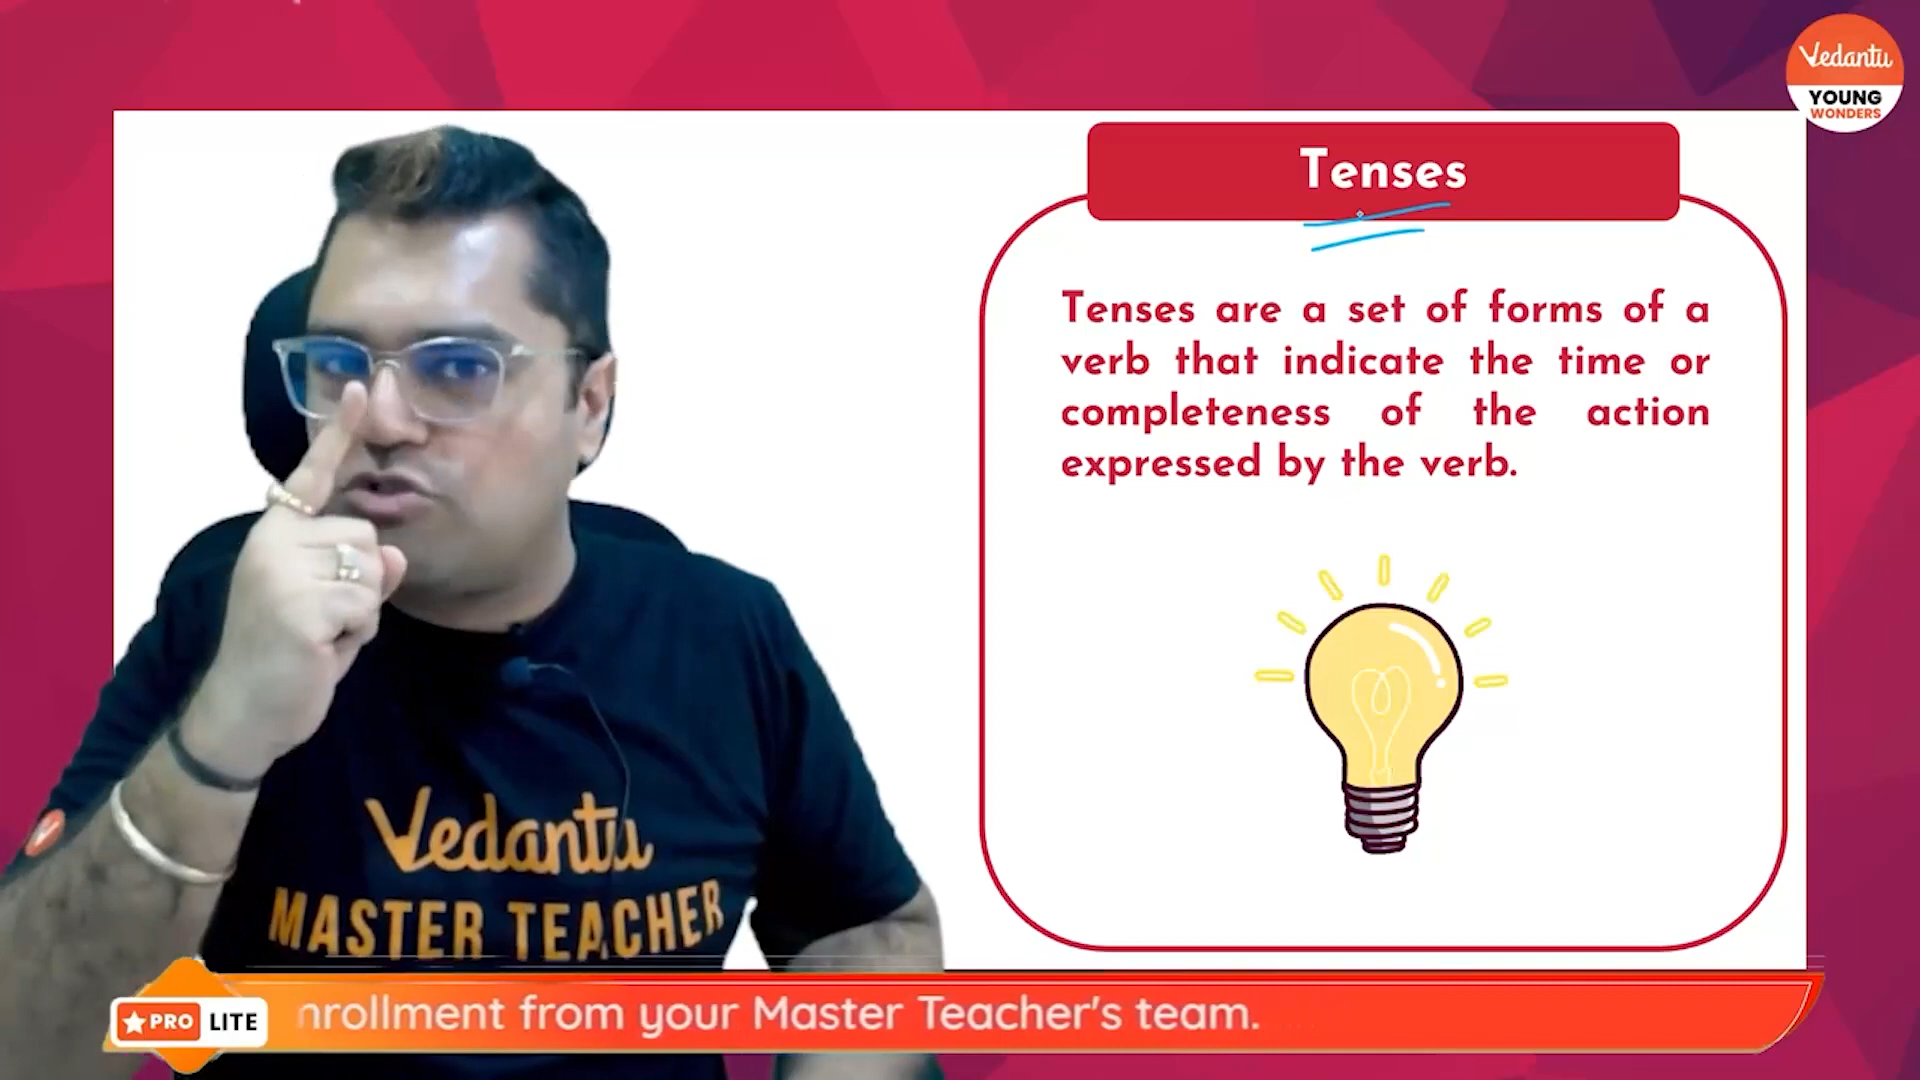 Vedantu
YOUNG
WONDERS
Tenses
Tenses are a set of forms of a
verb that indicate the time or
completeness of the action
expressed by the verb.
Vedantu
MASTER TEACHER
PRO LITE
nrollment from your Master Teacher's team.